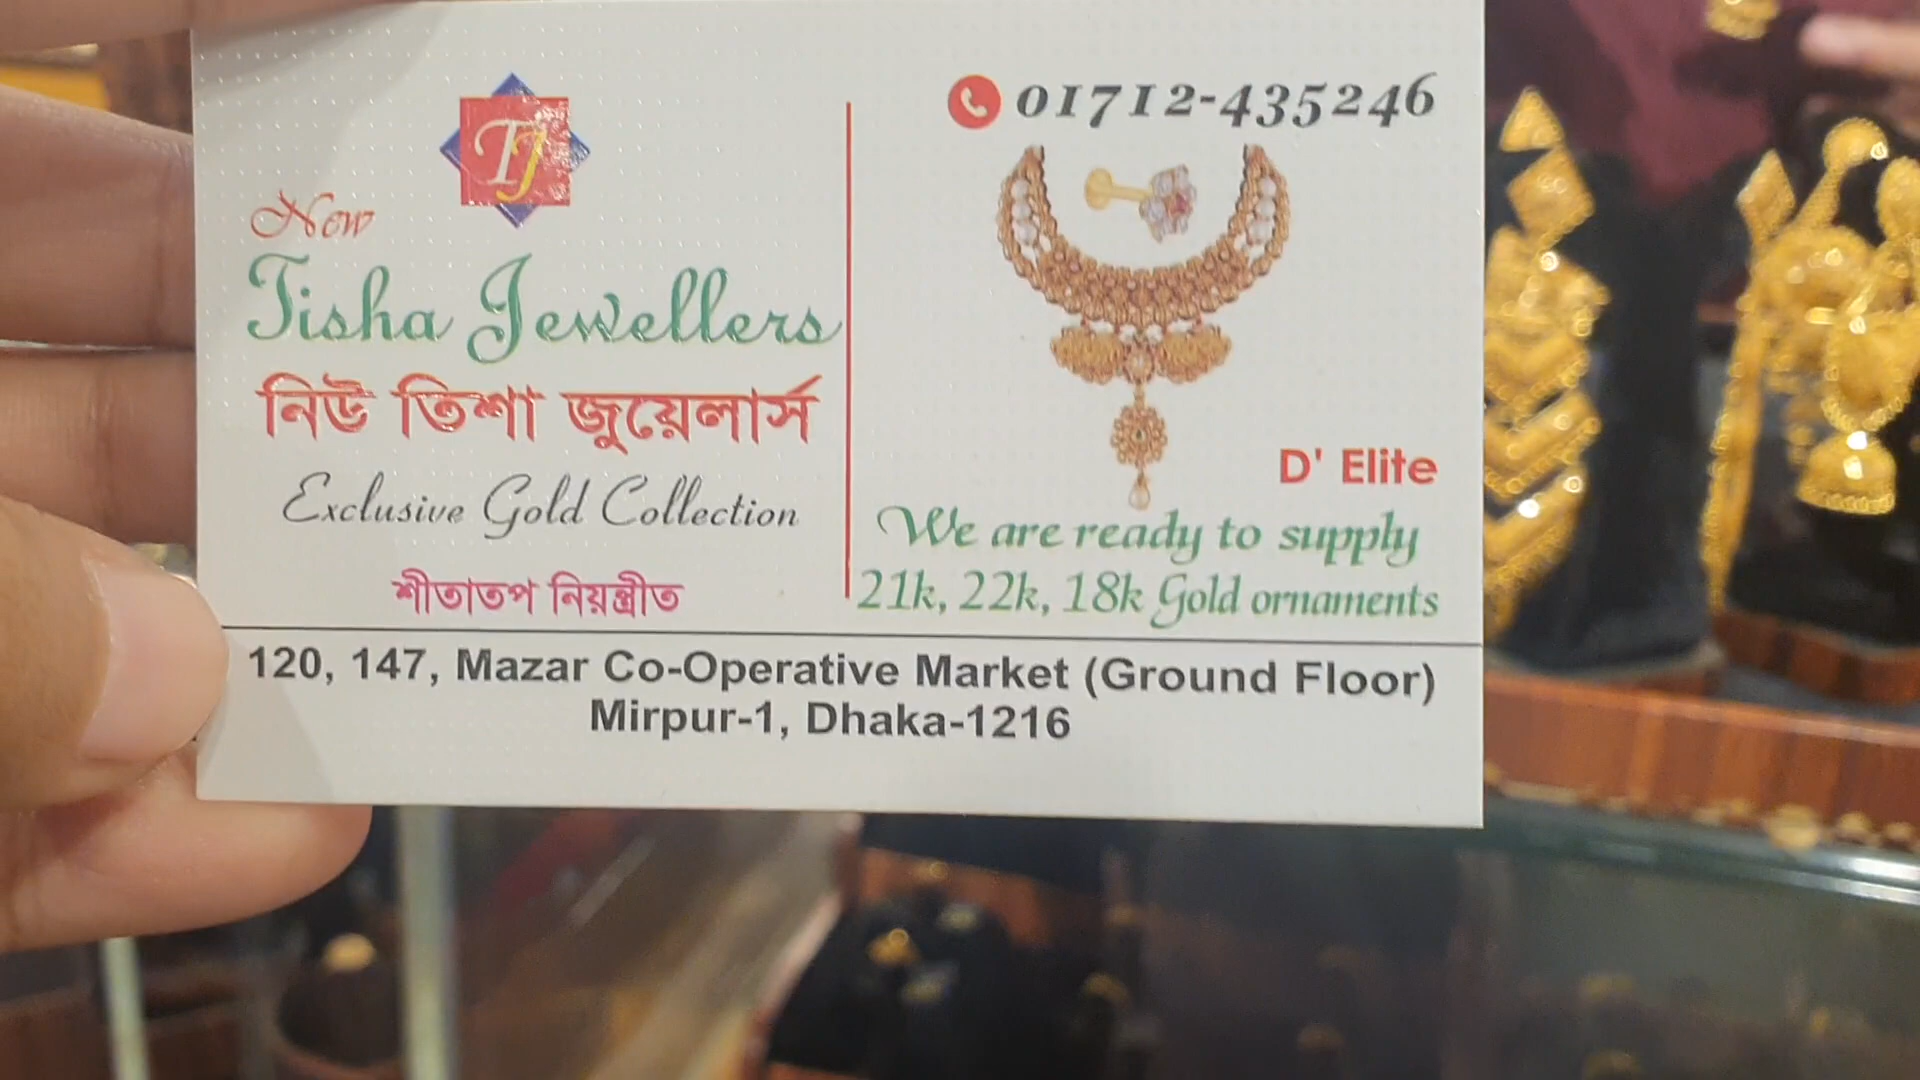 TJ
New
Tisha Jewellers
নিউ তিশা জুয়েলার্স
Exclusive Gold Collection
শীতাতপ নিয়ন্ত্রীত
01712-435246
D' Elite
We are ready to supply
21k, 22k, 18k Gold ornaments
120, 147, Mazar Co-Operative Market (Ground Floor)
Mirpur-1, Dhaka-1216